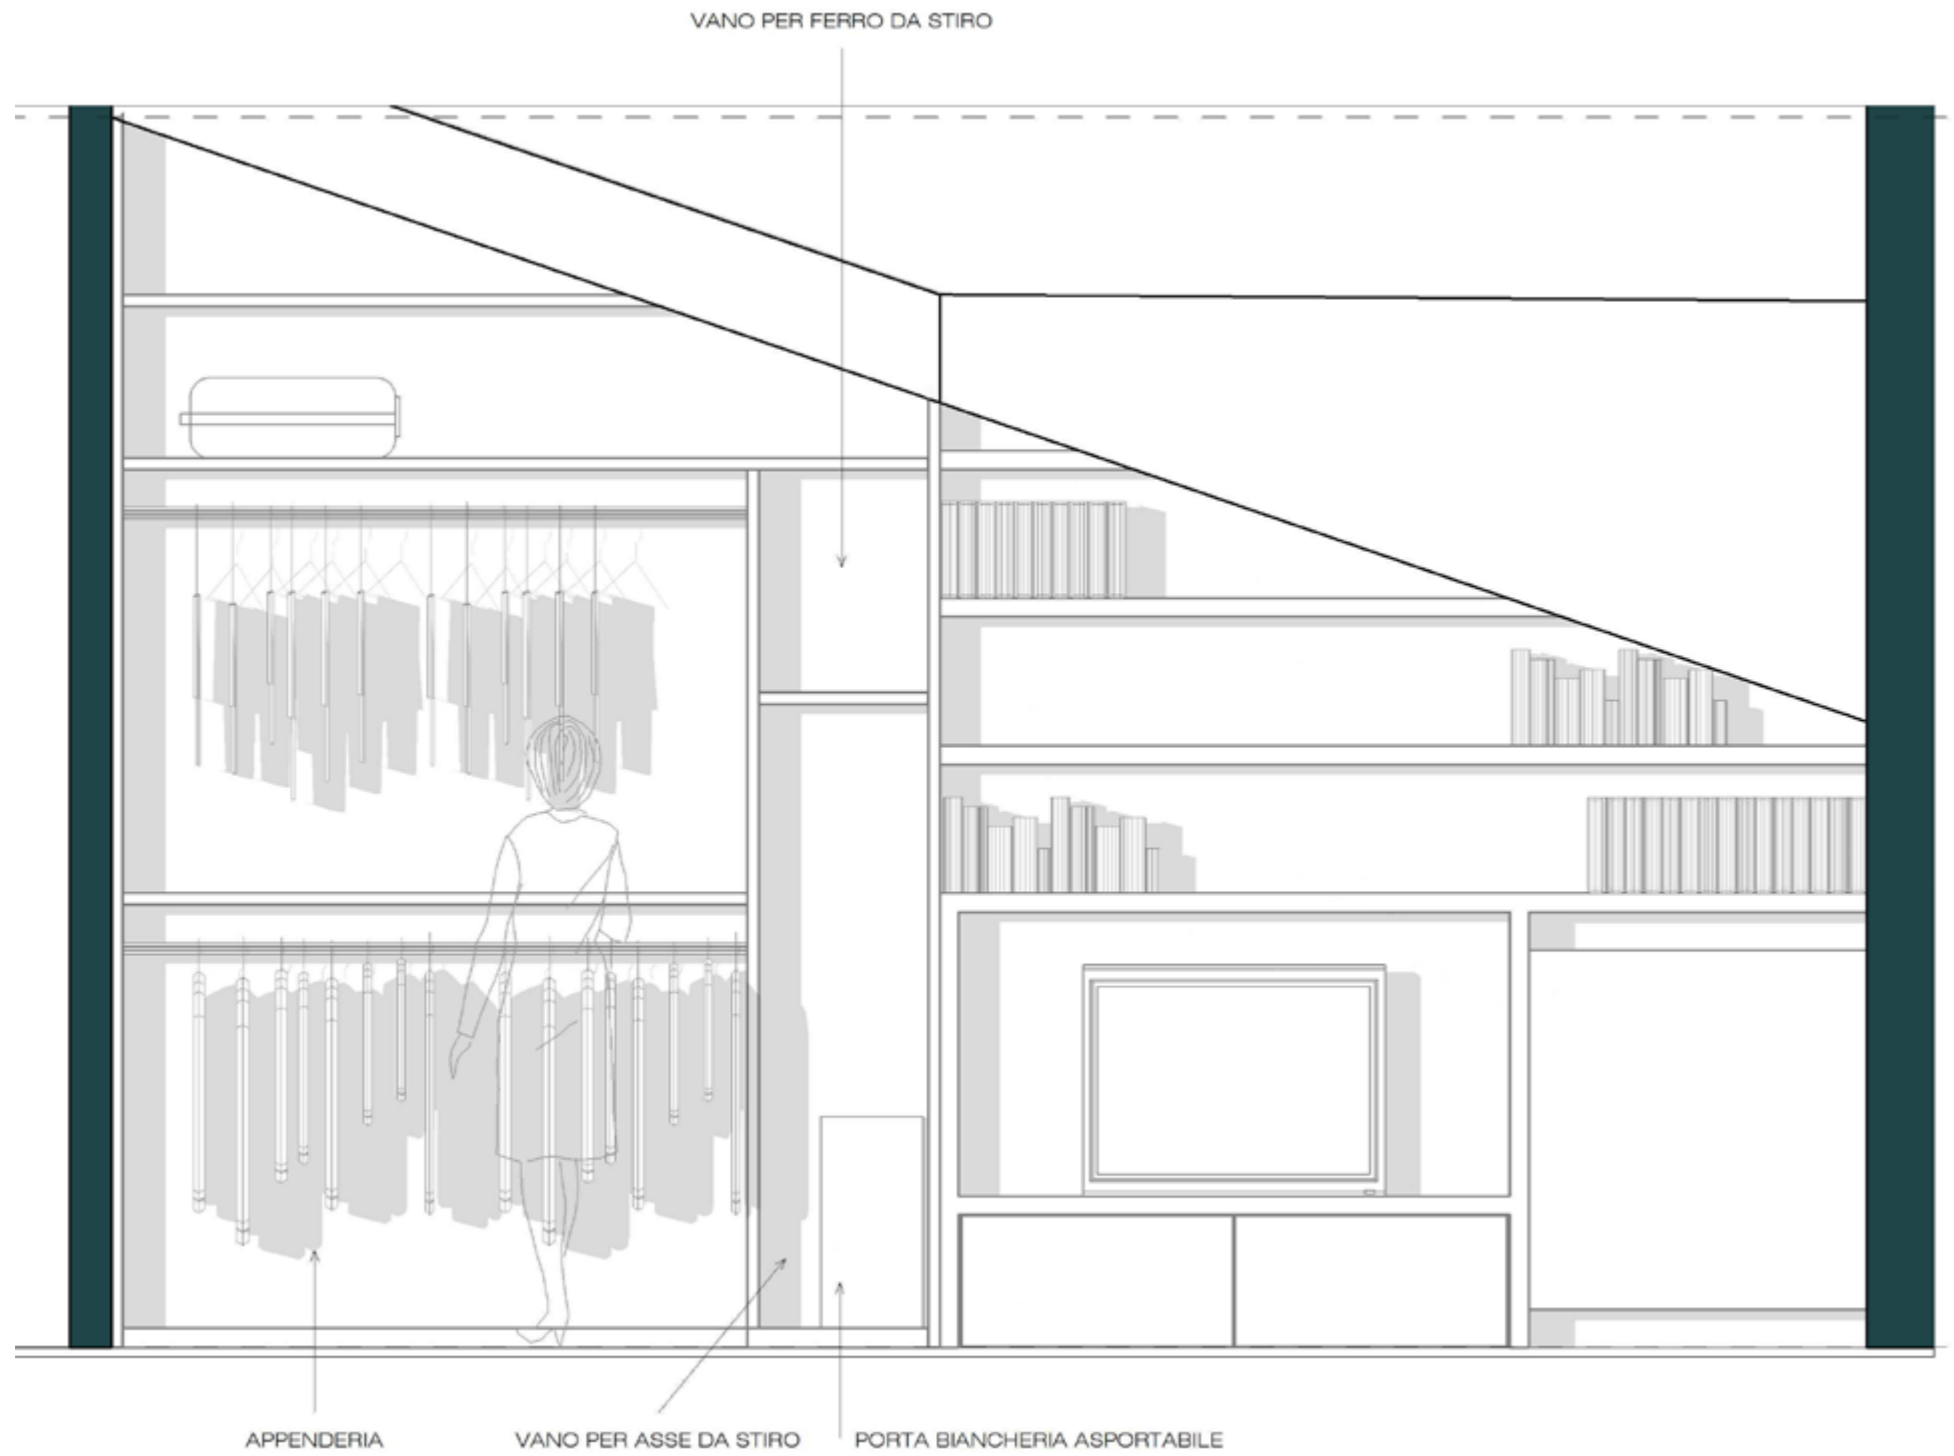 VANO PER FERRO DA STIRO
APPENDERIA
VANO PER ASSE DA STIRO
PORTA BIANCHERIA ASPORTABILE